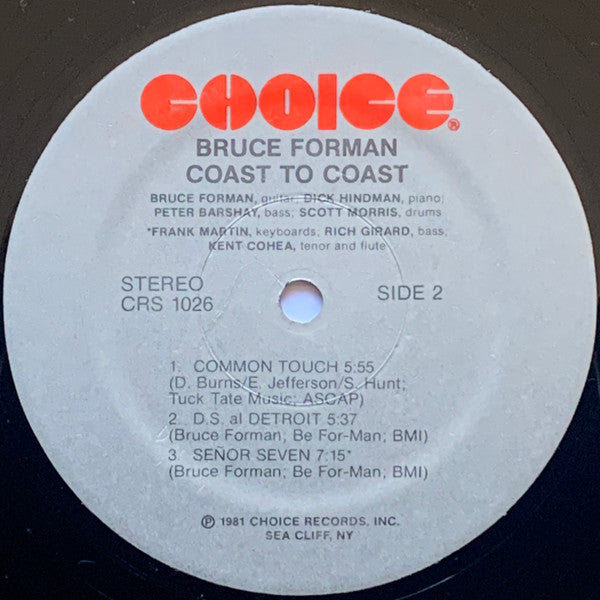 CHOICE®
BRUCE FORMAN
COAST TO COAST
BRUCE FORMAN, guitar; DICK HINDMAN, piano;
PETER BARSHAY, bass; SCOTT MORRIS, drums
*FRANK MARTIN, keyboards; RICH GIRARD, bass;
KENT COHEA, tenor and flute
STEREO
CRS 1026
SIDE 2
1. COMMON TOUCH 5:55
(D. Burns/E. Jefferson/S. Hunt;
Tuck Tate Music; ASCAP)
2. D.S. al DETROIT 5:37
(Bruce Forman; Be For-Man; BMI)
3. SEÑOR SEVEN 7:15*
(Bruce Forman; Be For-Man; BMI)
℗ 1981 CHOICE RECORDS, INC.
SEA CLIFF, NY